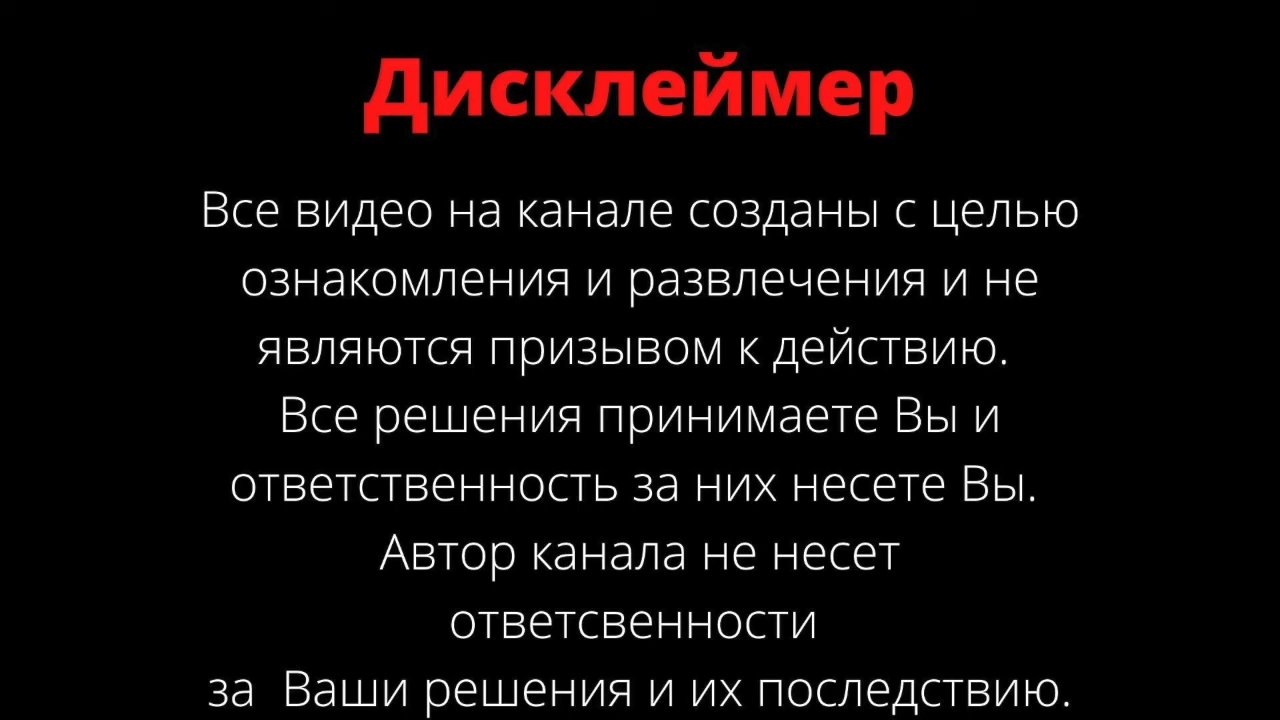 Дисклеймер
Все видео на канале созданы с целью
ознакомления и развлечения и не
являются призывом к действию.
Все решения принимаете Вы и
ответственность за них несете Вы.
Автор канала не несет
ответсвенности
за  Ваши решения и их последствию.